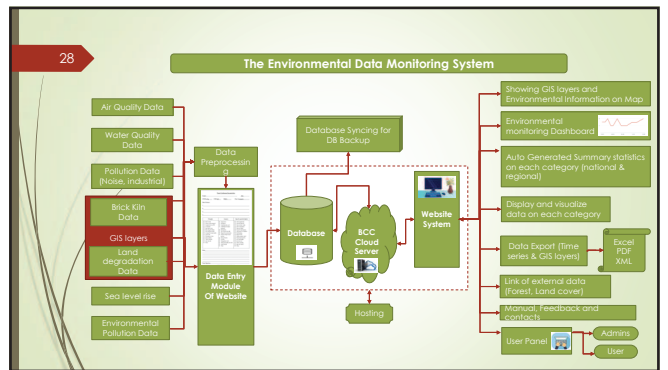 28
The Environmental Data Monitoring System
Air Quality Data
Water Quality
Data
Pollution Data
(Noise, industrial)
Brick Kiln
Data
GIS layers
Land
degradation
Data
Sea level rise
Environmental
Pollution Data
Data
Preprocessin
g
Data Entry
Module
Of Website
Database Syncing for
DB Backup
Database
BCC
Cloud
Server
Website
System
Hosting
Showing GIS layers and
Environmental Information on Map
Environmental
monitoring Dashboard
Auto Generated Summary statistics
on each category (national &
regional)
Display and visualize
data on each category
Data Export (Time
series & GIS layers)
Excel
PDF
XML
Link of external data
(Forest, Land cover)
Manual, Feedback and
contacts
User Panel
Admins
User